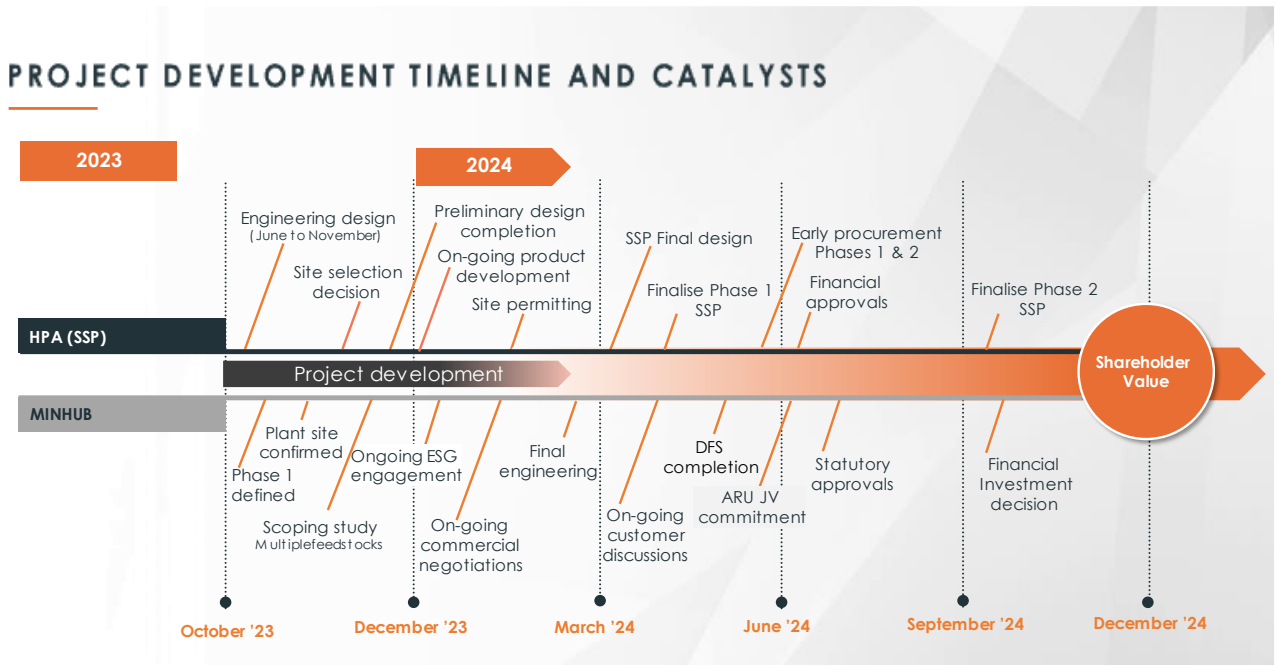 PROJECT DEVELOPMENT TIMELINE AND CATALYSTS
2023
2024
Engineering design
(June to November)
Site selection
decision
Preliminary design
completion
On-going product
development
Site permitting
SSP Final design
Finalise Phase 1
SSP
Early procurement
Phases 1 & 2
Financial
approvals
Finalise Phase 2
SSP
HPA (SSP)
Project development
Shareholder
Value
MINHUB
Plant site
confirmed
Phase 1
defined
Scoping study
Multiplefeedstocks
Ongoing ESG
engagement
On-going
commercial
negotiations
Final
engineering
On-going
customer
discussions
DFS
completion
ARU JV
commitment
Statutory
approvals
Financial
Investment
decision
October '23
December '23
March '24
June '24
September '24
December '24